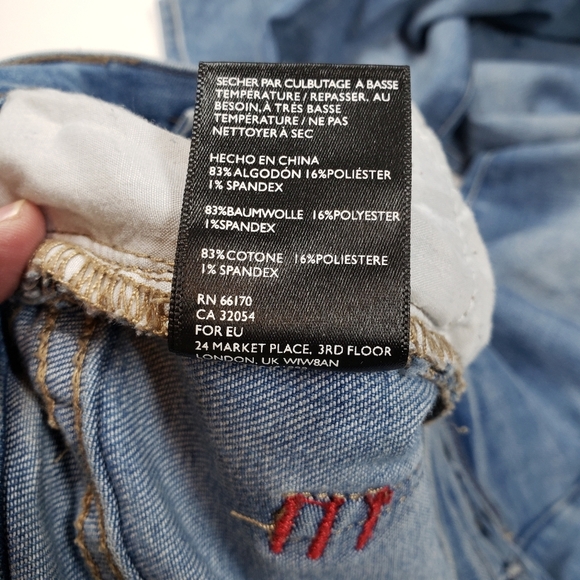 SECHER PAR CULBUTAGE À BASSE
TEMPÉRATURE / REPASSER, AU
BESOIN, À TRÈS BASSE
TEMPÉRATURE / NE PAS
NETTOYER À SEC
HECHO EN CHINA
83%ALGODÓN 16%POLIÉSTER
1% SPANDEX
83%BAUMWOLLE 16%POLYESTER
1%SPANDEX
83%COTONE 16%POLIESTERE
1% SPANDEX
RN 66170
CA 32054
FOR EU
24 MARKET PLACE, 3RD FLOOR
LONDON, UK W1W8AN